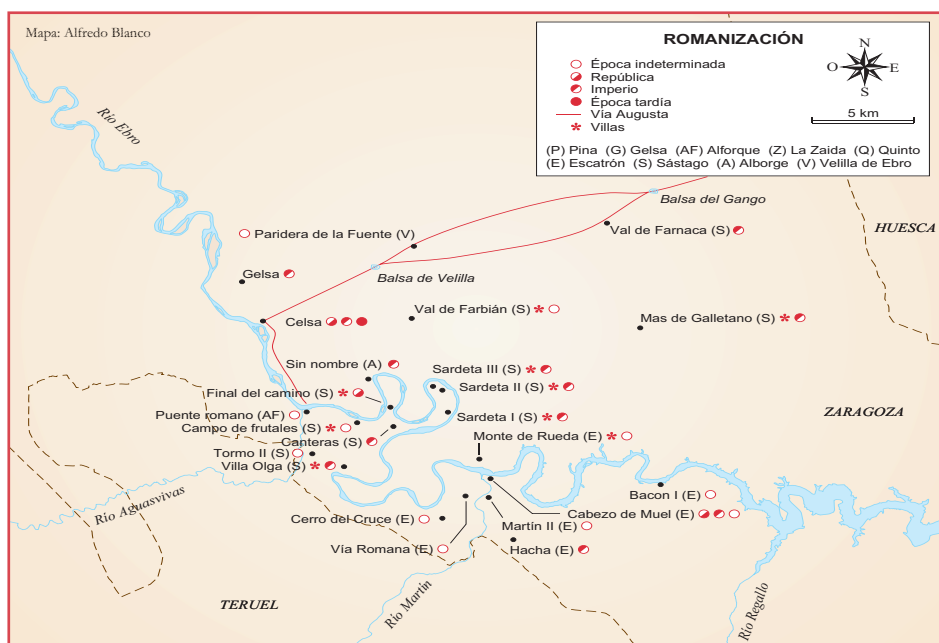 Mapa: Alfredo Blanco
ROMANIZACIÓN
Época indeterminada
República
Imperio
Época tardía
Vía Augusta
* Villas
N
O
E
S
5 km
(P) Pina (G) Gelsa (AF) Alforque (Z) La Zaida (Q) Quinto
(E) Escatrón (S) Sástago (A) Alborge (V) Velilla de Ebro
Río Ebro
Balsa del Gango
HUESCA
Paridera de la Fuente (V)
Val de Farnaca (S)
Gelsa
Balsa de Velilla
Celsa
Val de Farbián (S) *
Mas de Galletano (S) *
Sin nombre (A)
Sardeta III (S) *
Final del camino (S) *
Sardeta II (S) *
Puente romano (AF)
Sardeta I (S) *
ZARAGOZA
Campo de frutales (S) *
Canteras (S)
Monte de Rueda (E) *
Tormo II (S)
Villa Olga (S) *
Río Aguasvivas
Bacon I (E)
Cabezo de Muel (E)
Cerro del Cruce (E)
Martín II (E)
Vía Romana (E)
Hacha (E)
TERUEL
Río Martín
Río Regallo